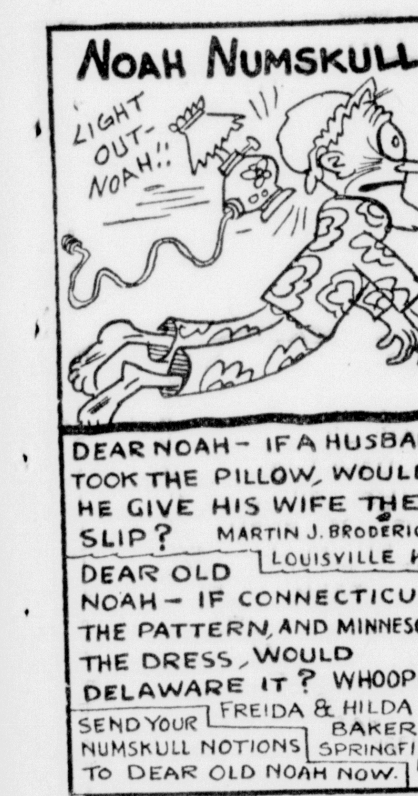 NOAH NUMSKULL
LIGHT
OUT-
NOAH!!
DEAR NOAH — IF A HUSBA
TOOK THE PILLOW, WOUL
HE GIVE HIS WIFE THE
SLIP? MARTIN J. BRODERIC
LOUISVILLE K
DEAR OLD
NOAH — IF CONNECTICU
THE PATTERN, AND MINNES
THE DRESS, WOULD
DELAWARE IT? WHOOP
FREIDA & HILDA
BAKER
SPRINGFI
SEND YOUR
NUMSKULL NOTIONS
TO DEAR OLD NOAH NOW.